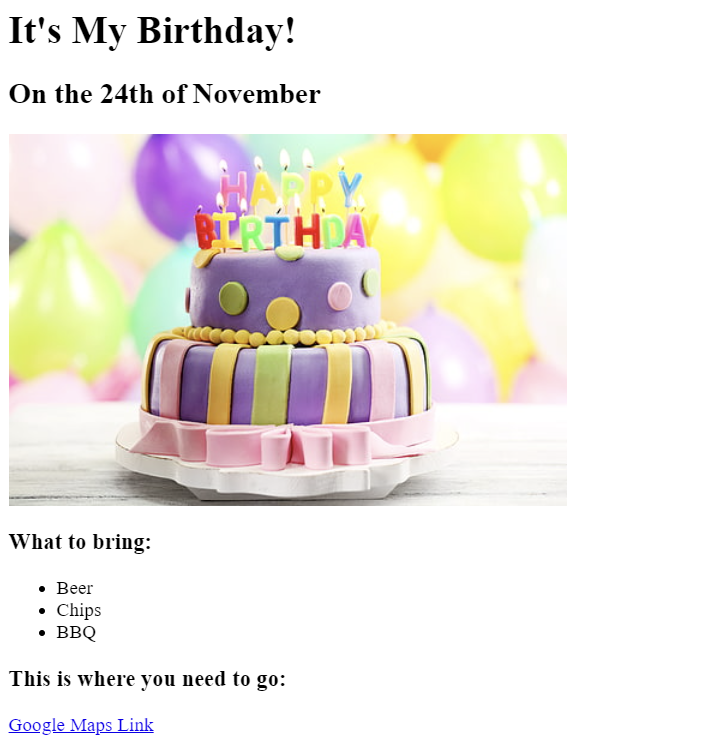 It's My Birthday!
On the 24th of November
HAPPY
BIRTHDAY
What to bring:
Beer
Chips
BBQ
This is where you need to go:
Google Maps Link